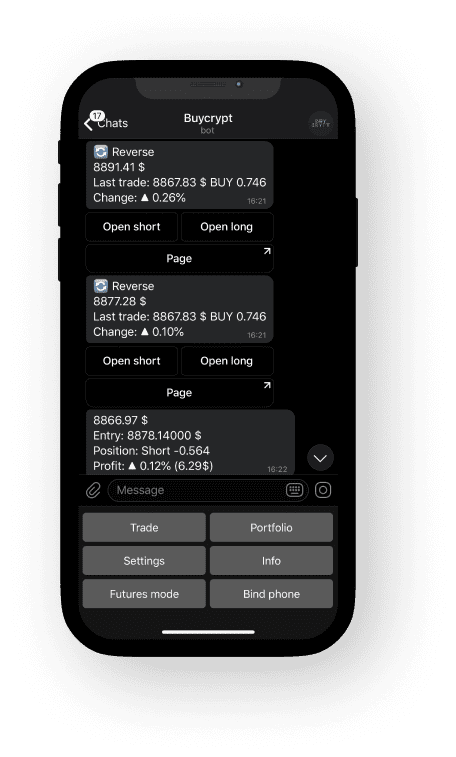 17
Chats
Buycrypt
bot
Reverse
8891.41 $
Last trade: 8867.83 $ BUY 0.746
Change: ▲ 0.26%
16:21
Open short
Open long
Page
Reverse
8877.28 $
Last trade: 8867.83 $ BUY 0.746
Change: ▲ 0.10%
16:21
Open short
Open long
Page
8866.97 $
Entry: 8878.14000 $
Position: Short -0.564
Profit: ▲ 0.12% (6.29$)
16:22
Message
Trade
Portfolio
Settings
Info
Futures mode
Bind phone